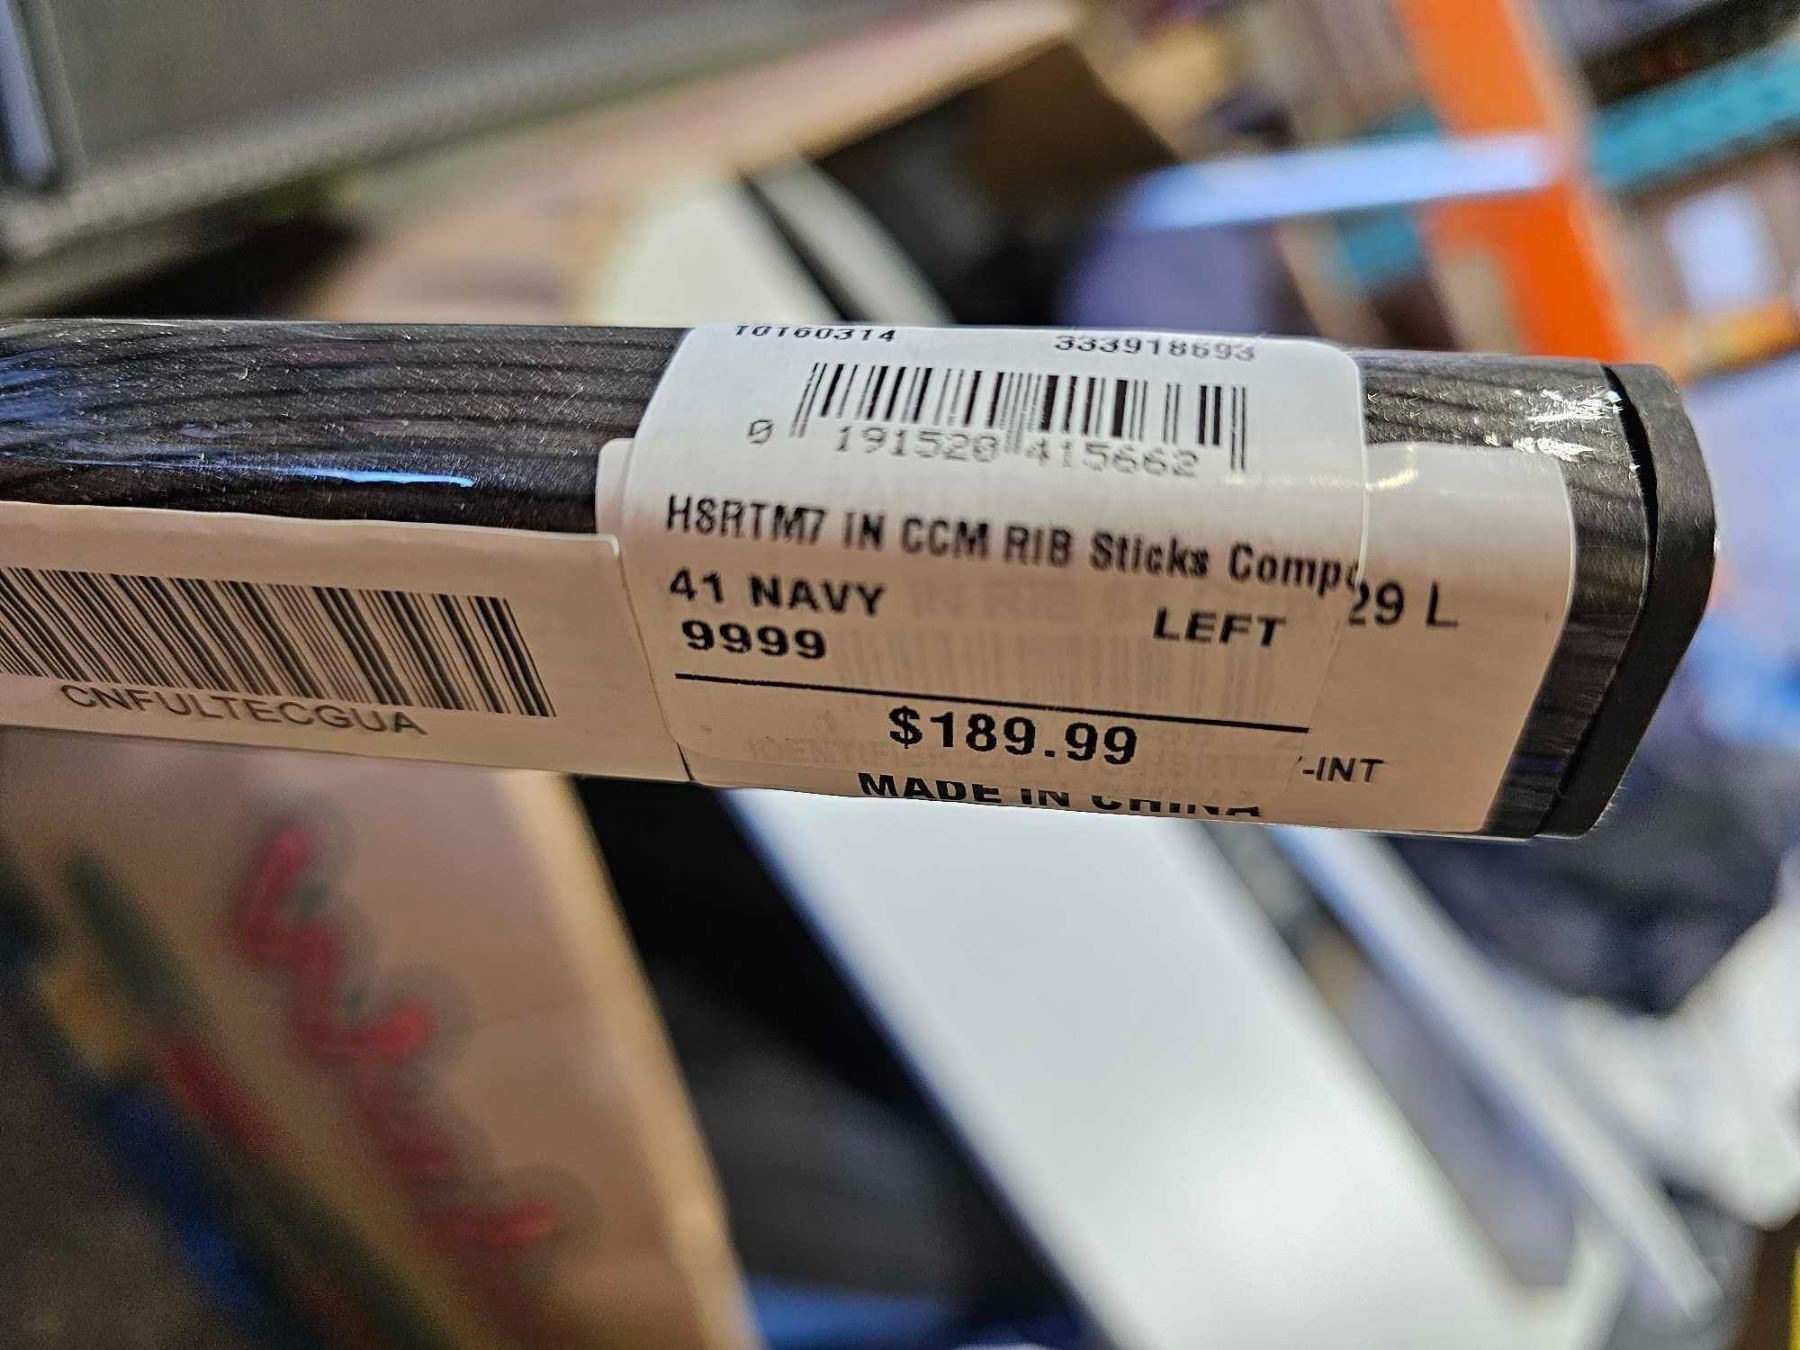 10160314 333918693
0 191520 415662
HSRTM7 IN CCM RIB Sticks Compo
29 L
41 NAVY LEFT
9999
$189.99
-INT
MADE IN CHINA
CNFULTECGUA